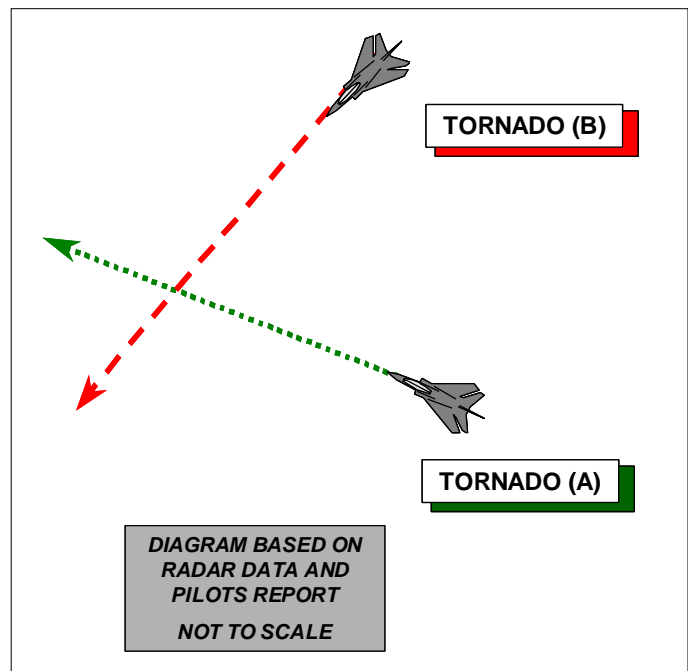 TORNADO (B)
TORNADO (A)
DIAGRAM BASED ON
RADAR DATA AND
PILOTS REPORT
NOT TO SCALE